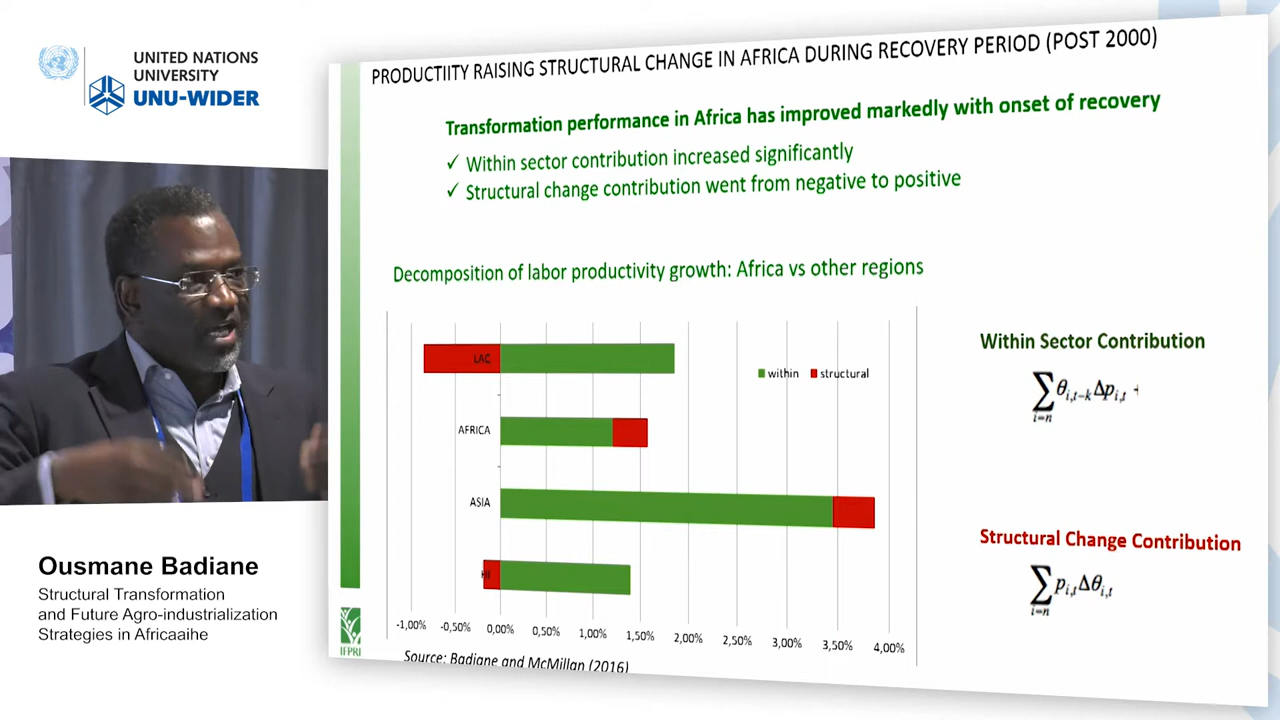 UNITED NATIONS
UNIVERSITY
UNU-WIDER
PRODUCTIITY RAISING STRUCTURAL CHANGE IN AFRICA DURING RECOVERY PERIOD (POST 2000)
Transformation performance in Africa has improved markedly with onset of recovery
✓ Within sector contribution increased significantly
✓ Structural change contribution went from negative to positive
Decomposition of labor productivity growth: Africa vs other regions
LAC
within structural
AFRICA
ASIA
HI
-1,00% -0,50% 0,00% 0,50% 1,00% 1,50% 2,00% 2,50% 3,00% 3,50% 4,00%
Source: Badiane and McMillan (2016)
Within Sector Contribution
∑ θi,t−k Δpi,t +
i=n
Structural Change Contribution
∑ pi,t Δθi,t
i=n
IFPRI
Ousmane Badiane
Structural Transformation
and Future Agro-industrialization
Strategies in Africaaihe